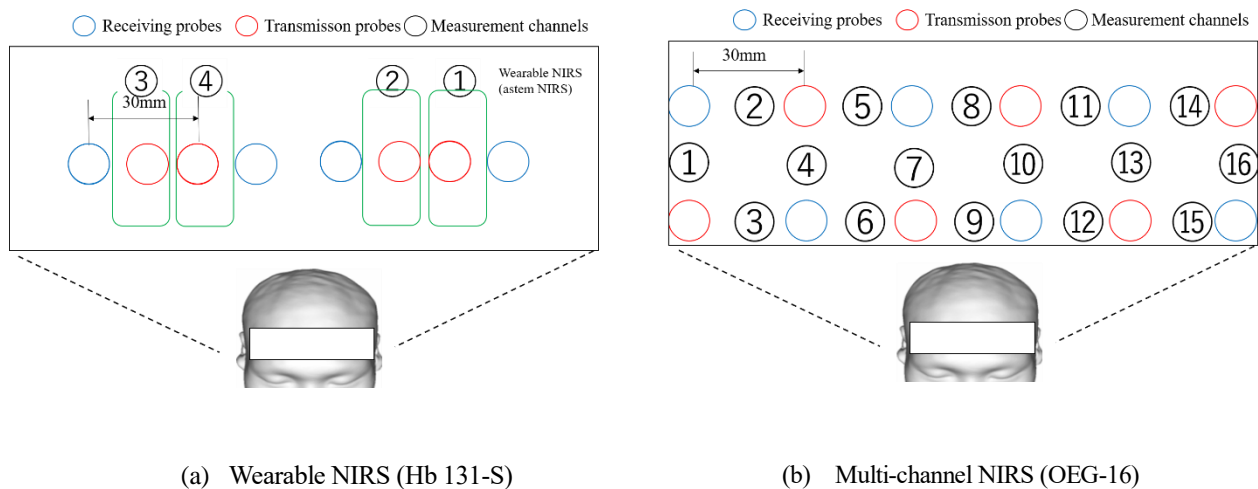 Receiving probes Transmisson probes Measurement channels
3 4 2 1
Wearable NIRS
(astem NIRS)
30mm
(a) Wearable NIRS (Hb 131-S)
Receiving probes Transmisson probes Measurement channels
30mm
2 5 8 11 14
1 4 7 10 13 16
3 6 9 12 15
(b) Multi-channel NIRS (OEG-16)